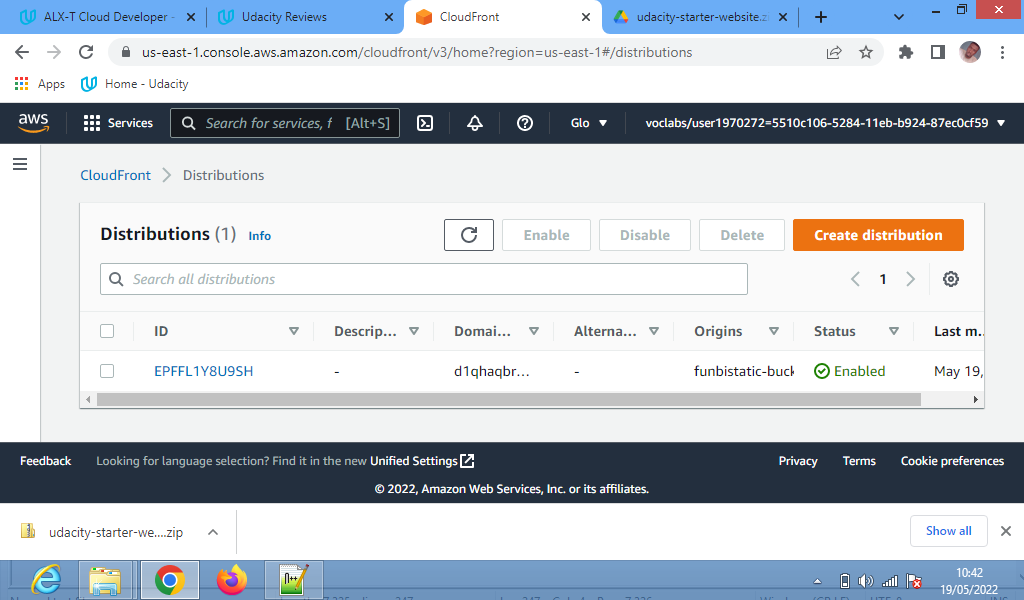 ALX-T Cloud Developer -
Udacity Reviews
CloudFront
udacity-starter-website.z
us-east-1.console.aws.amazon.com/cloudfront/v3/home?region=us-east-1#/distributions
Apps
Home - Udacity
aws
Services
Search for services, f [Alt+S]
Glo
voclabs/user1970272=5510c106-5284-11eb-b924-87ec0cf59
CloudFront
Distributions
Distributions (1)
Info
Enable
Disable
Delete
Create distribution
Search all distributions
1
ID
Descrip...
Domai...
Alterna...
Origins
Status
Last m...
EPFFL1Y8U9SH
-
d1qhaqbr...
-
funbistatic-buck
Enabled
May 19,
Feedback
Looking for language selection? Find it in the new Unified Settings
Privacy
Terms
Cookie preferences
© 2022, Amazon Web Services, Inc. or its affiliates.
udacity-starter-we....zip
Show all
10:42
19/05/2022